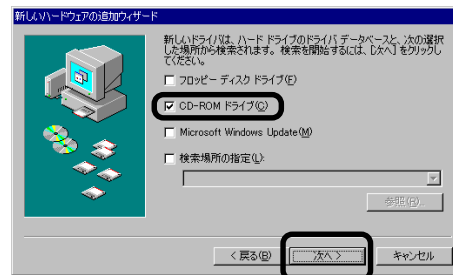 新しいハードウェアの追加ウィザード
新しいドライバは、ハード ドライブのドライバ データベースと、次の選択
した場所から検索されます。 検索を開始するには、[次へ] をクリックし
てください。
フロッピー ディスク ドライブ(F)
CD-ROM ドライブ(C)
Microsoft Windows Update(M)
検索場所の指定(L):
参照(R)...
< 戻る(B)
次へ >
キャンセル